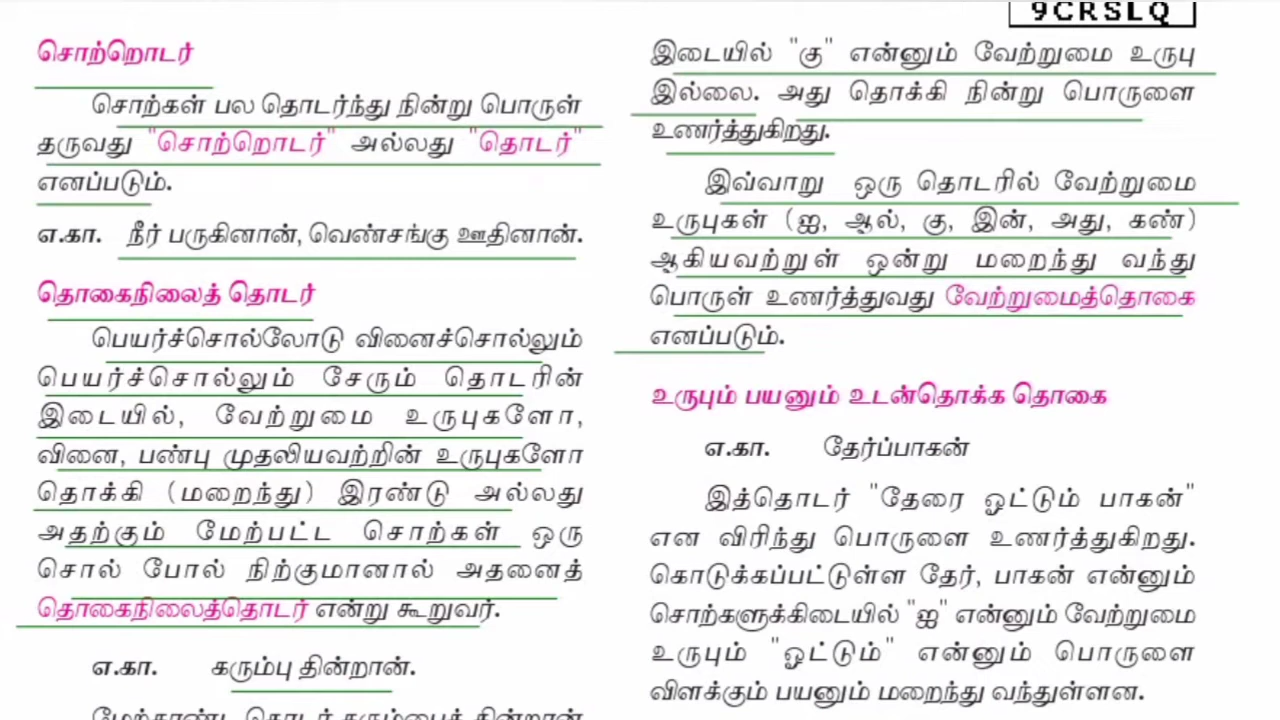 9CRSLQ
சொற்றொடர்
சொற்கள் பல தொடர்ந்து நின்று பொருள்
தருவது "சொற்றொடர்" அல்லது "தொடர்"
எனப்படும்.
எ.கா. நீர் பருகினான், வெண்சங்கு ஊதினான்.
தொகைநிலைத் தொடர்
பெயர்ச்சொல்லோடு வினைச்சொல்லும்
பெயர்ச்சொல்லும் சேரும் தொடரின்
இடையில், வேற்றுமை உருபுகளோ,
வினை, பண்பு முதலியவற்றின் உருபுகளோ
தொக்கி (மறைந்து) இரண்டு அல்லது
அதற்கும் மேற்பட்ட சொற்கள் ஒரு
சொல் போல் நிற்குமானால் அதனைத்
தொகைநிலைத்தொடர் என்று கூறுவர்.
எ.கா. கரும்பு தின்றான்.
மேற்கண்ட தொடர் கரும்பைத் தின்றான்
இடையில் "கு" என்னும் வேற்றுமை உருபு
இல்லை. அது தொக்கி நின்று பொருளை
உணர்த்துகிறது.
இவ்வாறு ஒரு தொடரில் வேற்றுமை
உருபுகள் (ஐ, ஆல், கு, இன், அது, கண்)
ஆகியவற்றுள் ஒன்று மறைந்து வந்து
பொருள் உணர்த்துவது வேற்றுமைத்தொகை
எனப்படும்.
உருபும் பயனும் உடன்தொக்க தொகை
எ.கா. தேர்ப்பாகன்
இத்தொடர் "தேரை ஓட்டும் பாகன்"
என விரிந்து பொருளை உணர்த்துகிறது.
கொடுக்கப்பட்டுள்ள தேர், பாகன் என்னும்
சொற்களுக்கிடையில் "ஐ" என்னும் வேற்றுமை
உருபும் "ஓட்டும்" என்னும் பொருளை
விளக்கும் பயனும் மறைந்து வந்துள்ளன.